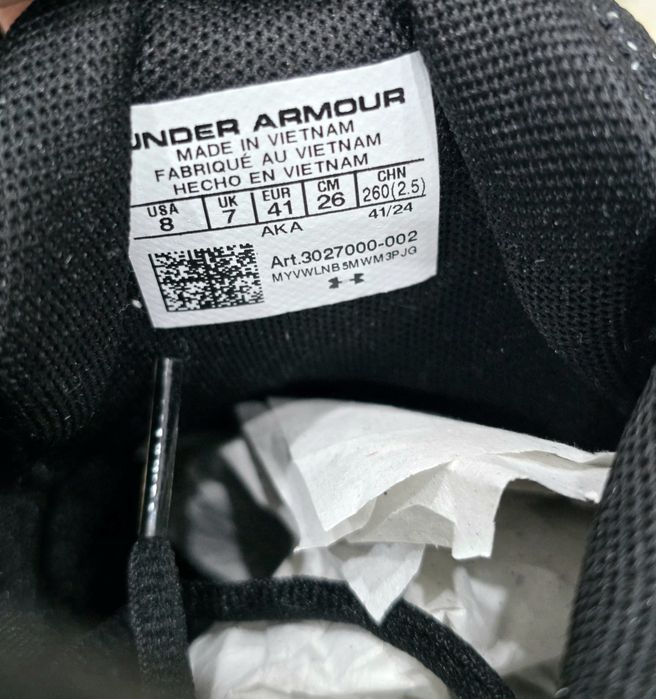 UNDER ARMOUR
MADE IN VIETNAM
FABRIQUÉ AU VIETNAM
HECHO EN VIETNAM
USA UK EUR CM CHN
8 7 41 26 260(2.5)
AKA 41/24
Art.3027000-002
MYVWLNB5MWM3PJG